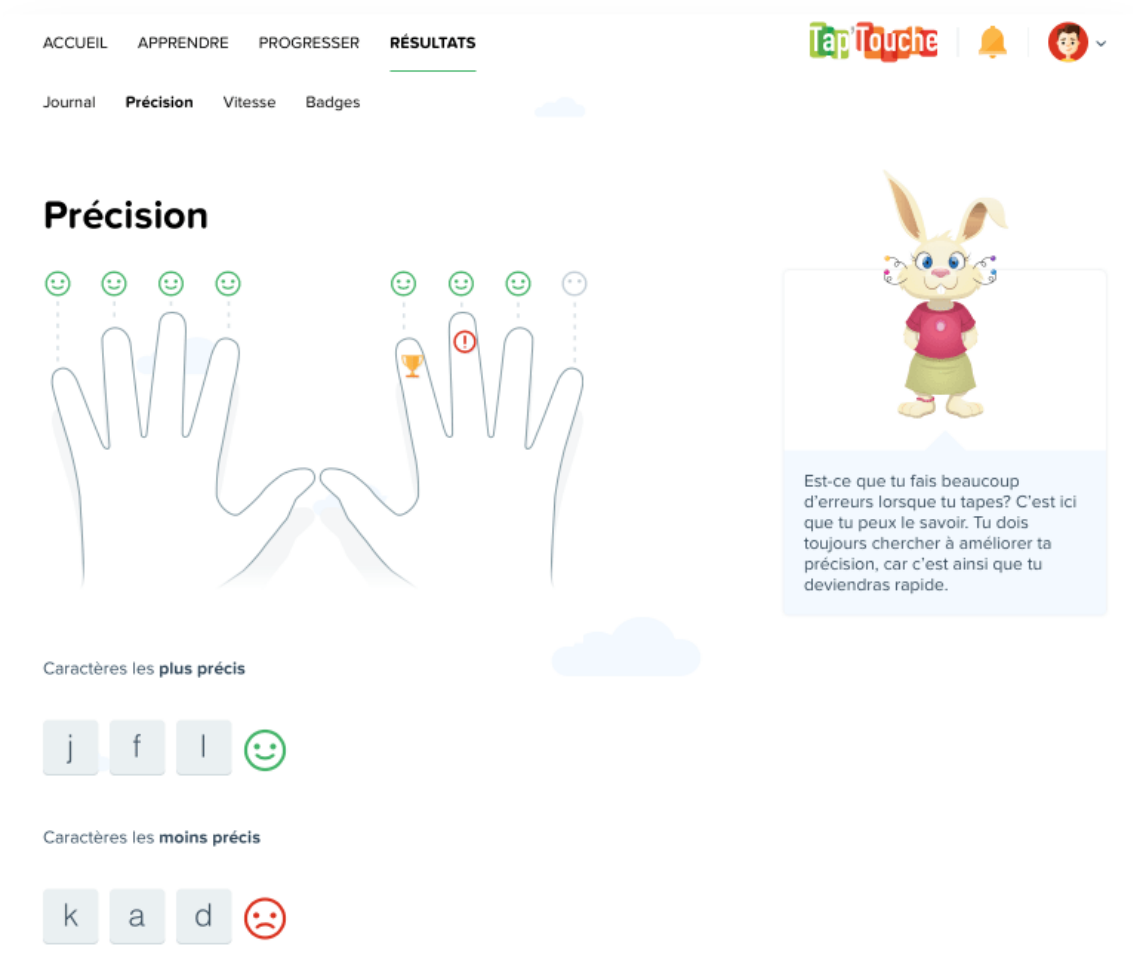 ACCUEIL APPRENDRE PROGRESSER RÉSULTATS Tap'Touche
Journal Précision Vitesse Badges
Précision
Est-ce que tu fais beaucoup
d'erreurs lorsque tu tapes? C'est ici
que tu peux le savoir. Tu dois
toujours chercher à améliorer ta
précision, car c'est ainsi que tu
deviendras rapide.
Caractères les plus précis
j f l
Caractères les moins précis
k a d